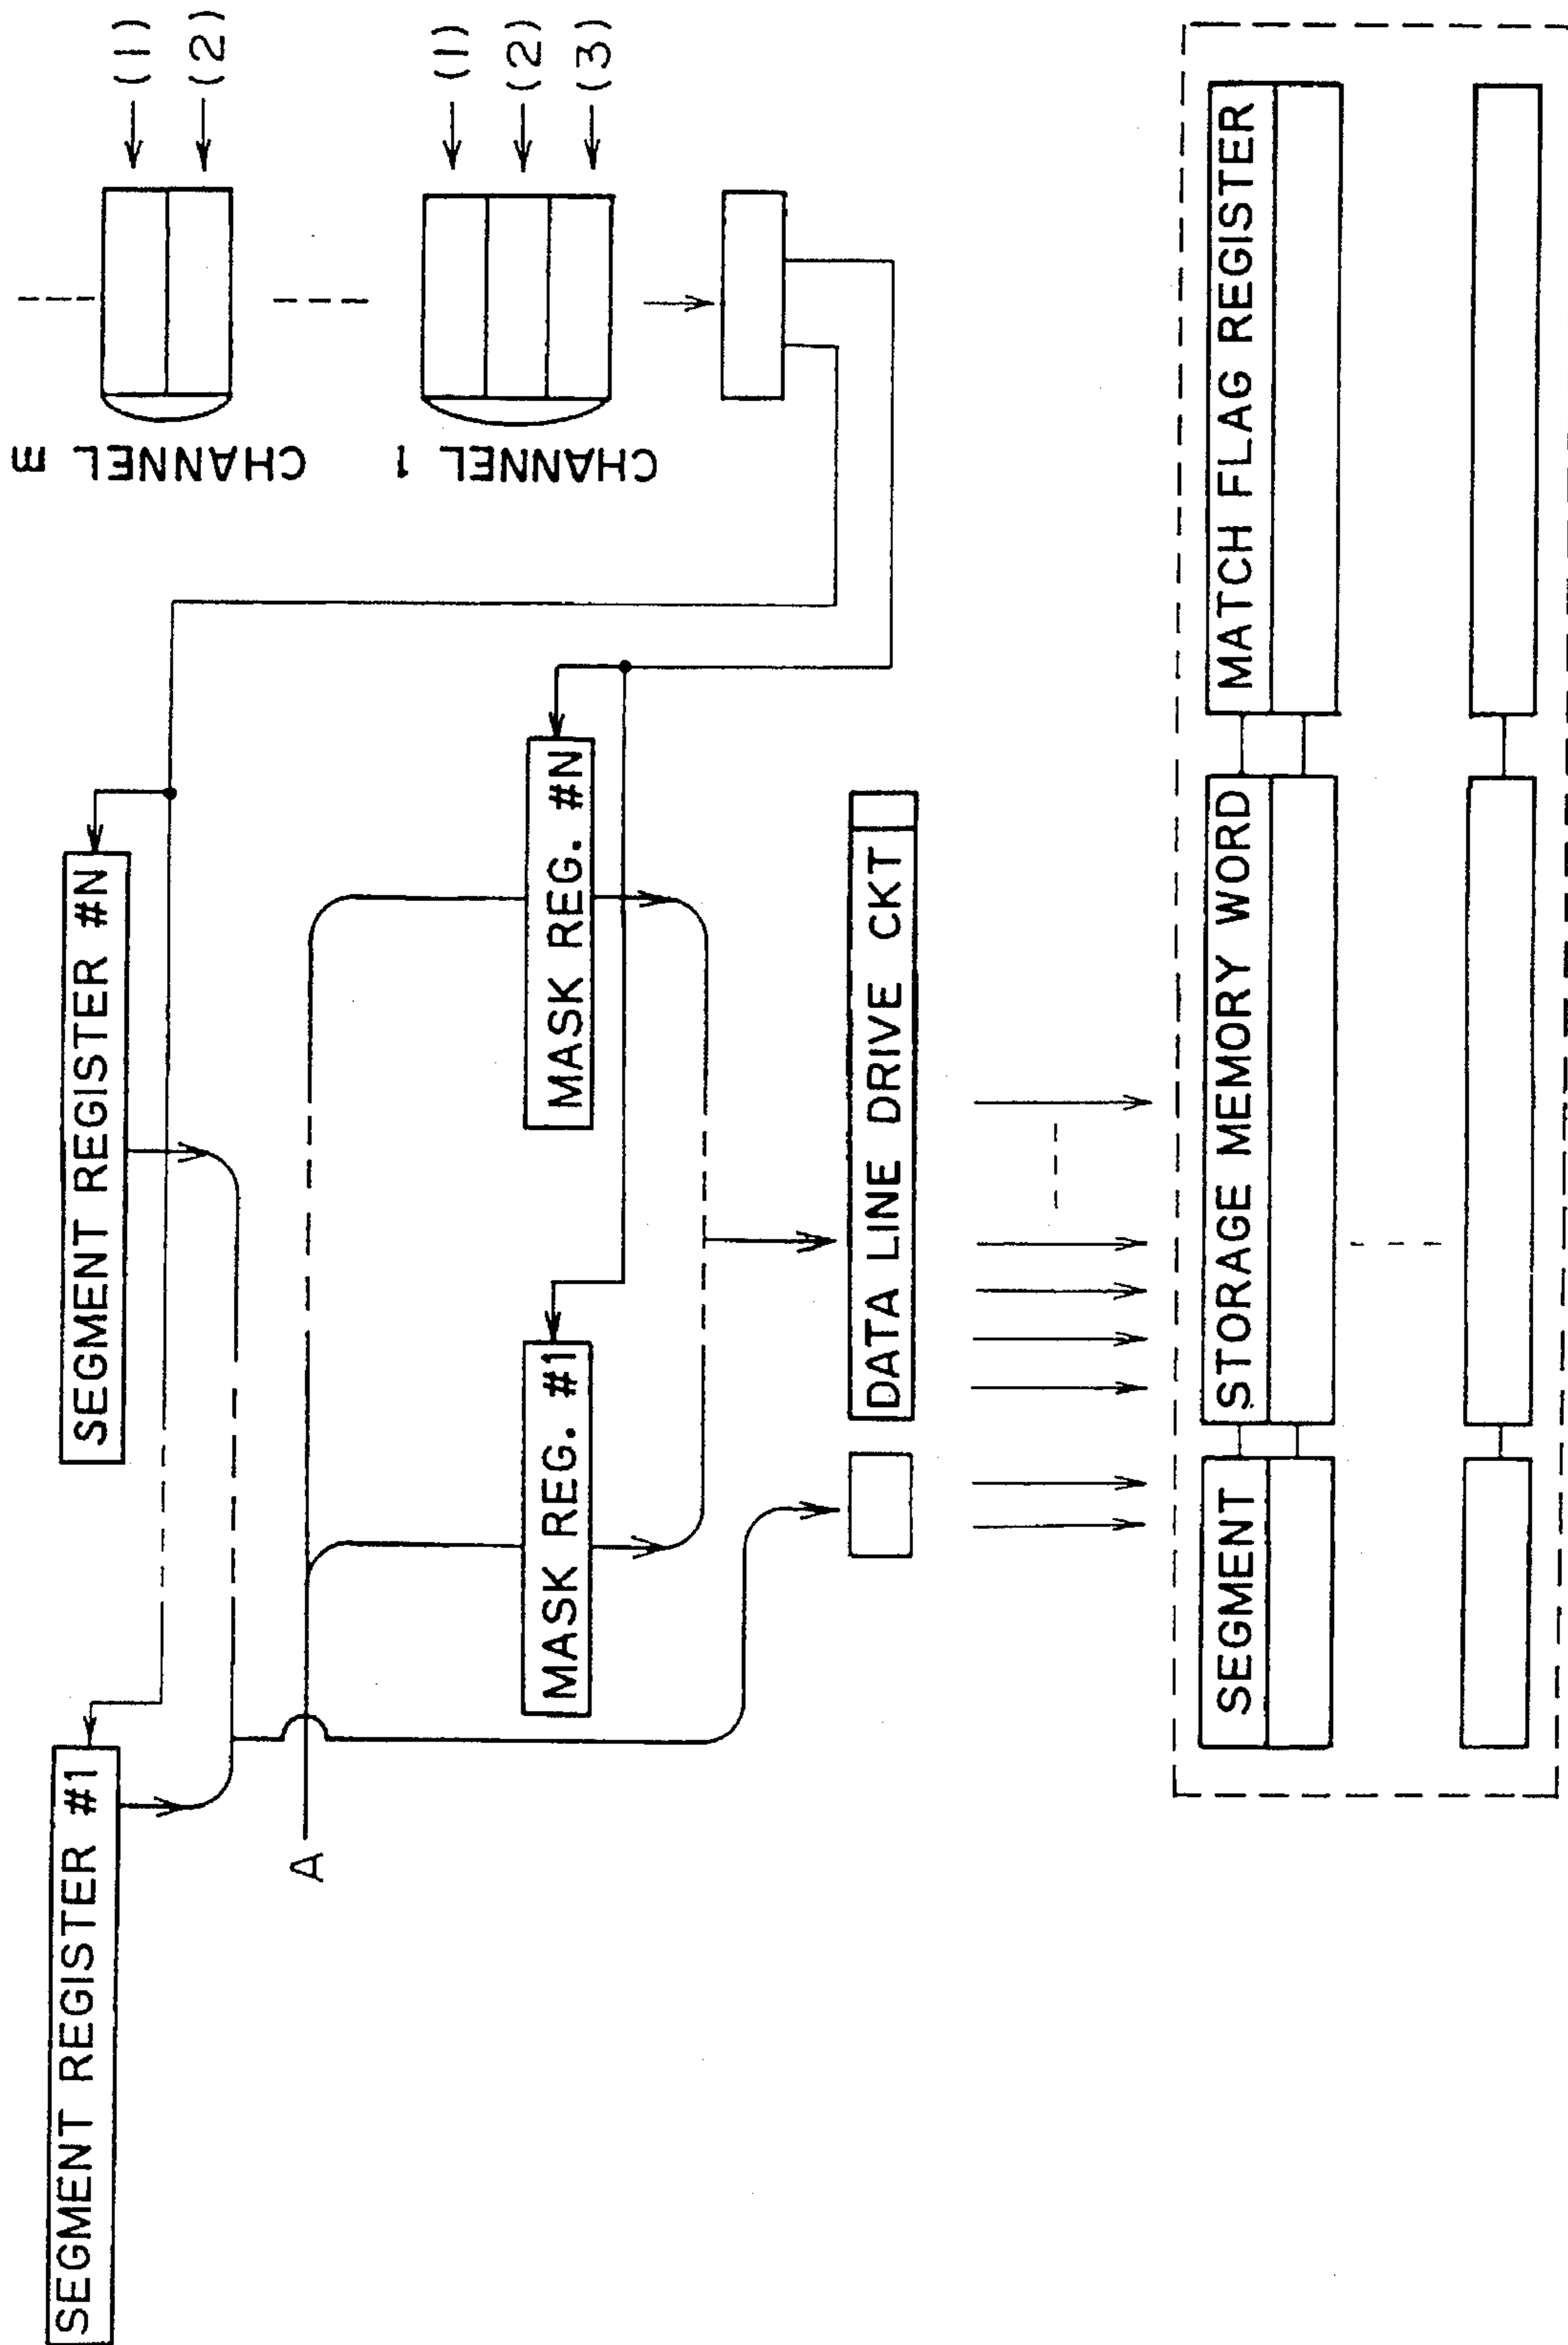 SEGMENT REGISTER #1
SEGMENT REGISTER #N
CHANNEL m
(1)
(2)
A
CHANNEL 1
(1)
(2)
(3)
MASK REG. #1
MASK REG. #N
DATA LINE DRIVE CKT
SEGMENT
STORAGE MEMORY WORD
MATCH FLAG REGISTER